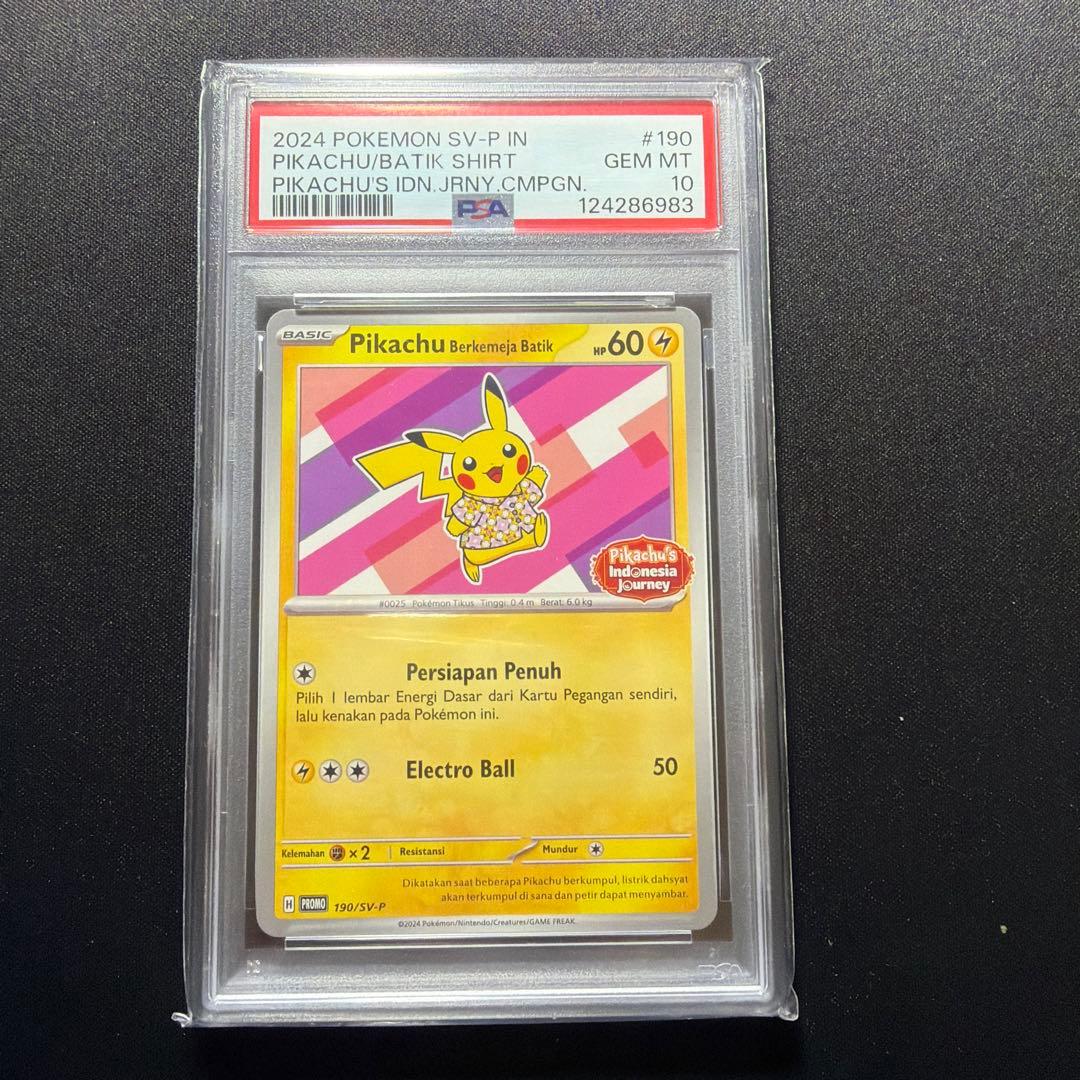 2024 POKEMON SV-P IN #190
PIKACHU/BATIK SHIRT GEM MT
PIKACHU'S IDN.JRNY.CMPGN. 10
PSA 124286983
BASIC Pikachu Berkemeja Batik HP 60
Pikachu's
Indonesia
Journey
#0025 Pokémon Tikus Tinggi: 0.4 m Berat: 6.0 kg
Persiapan Penuh
Pilih 1 lembar Energi Dasar dari Kartu Pegangan sendiri,
lalu kenakan pada Pokémon ini.
Electro Ball 50
Kelemahan ×2 Resistansi Mundur
Dikatakan saat beberapa Pikachu berkumpul, listrik dahsyat
akan terkumpul di sana dan petir dapat menyambar.
H PROMO 190/SV-P
©2024 Pokémon/Nintendo/Creatures/GAME FREAK
PSA